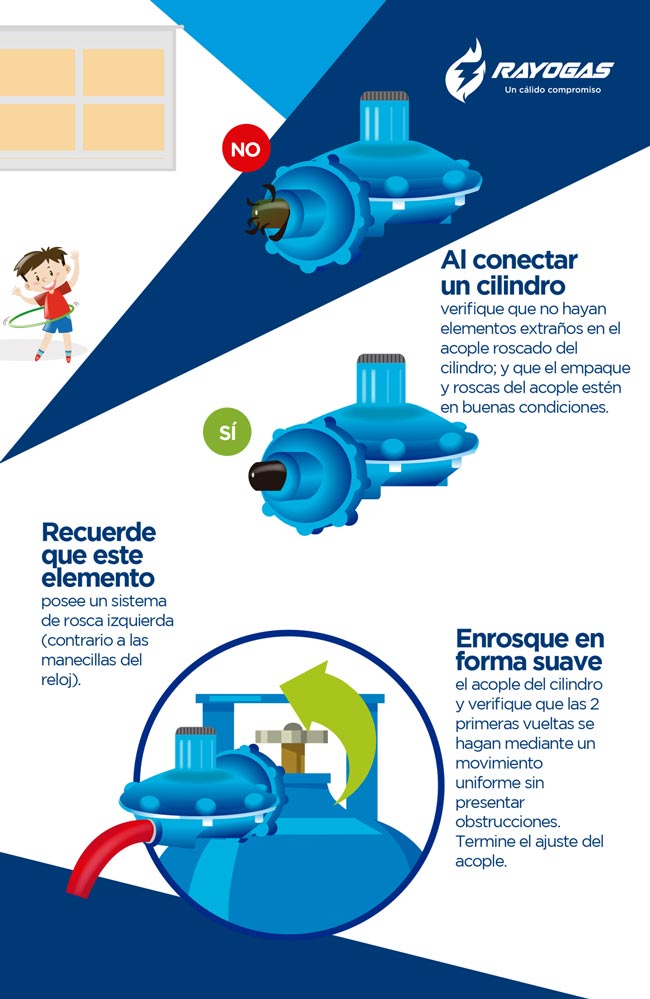 RAYOGAS
Un cálido compromiso
NO
Al conectar
un cilindro
verifique que no hayan
elementos extraños en el
acople roscado del
cilindro; y que el empaque
y roscas del acople estén
en buenas condiciones.
SÍ
Recuerde
que este
elemento
posee un sistema
de rosca izquierda
(contrario a las
manecillas del
reloj).
Enrosque en
forma suave
el acople del cilindro
y verifique que las 2
primeras vueltas se
hagan mediante un
movimiento
uniforme sin
presentar
obstrucciones.
Termine el ajuste del
acople.